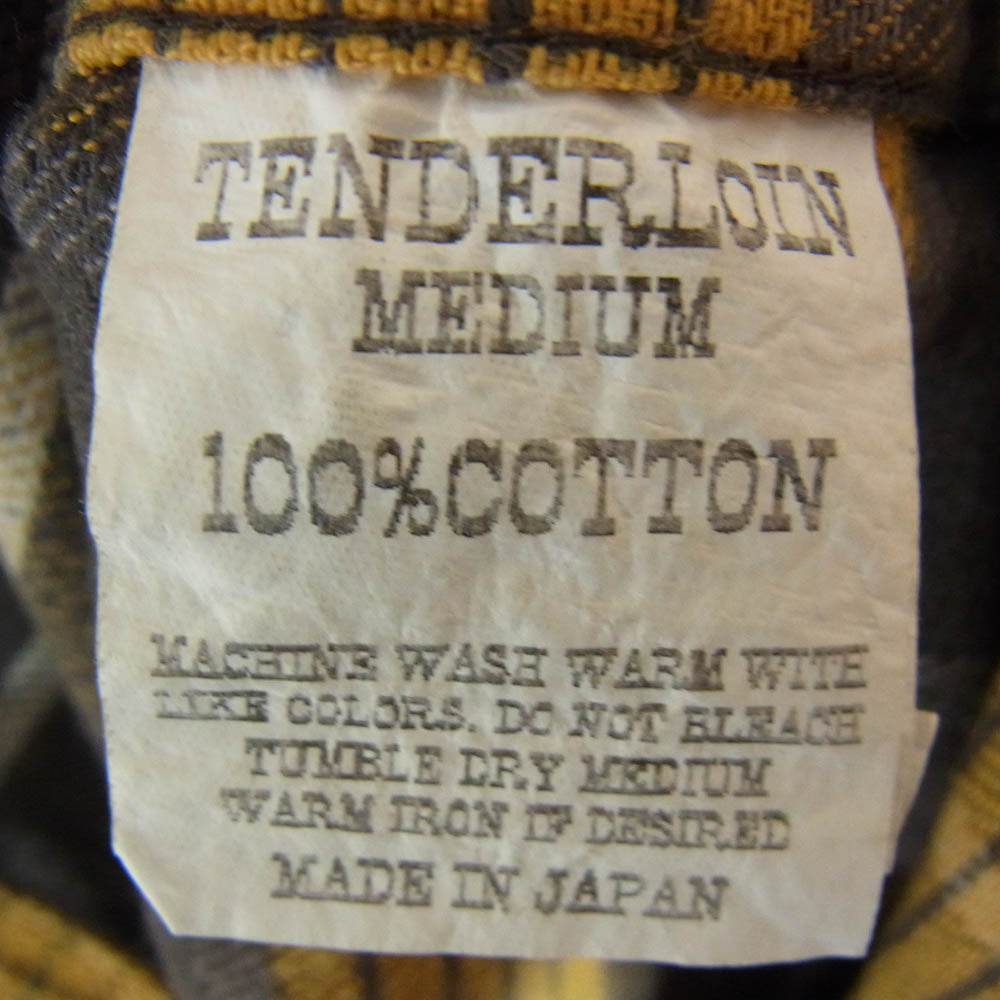 TENDERLOIN
MEDIUM
100%COTTON
MACHINE WASH WARM WITH
LIKE COLORS. DO NOT BLEACH
TUMBLE DRY MEDIUM
WARM IRON IF DESIRED
MADE IN JAPAN